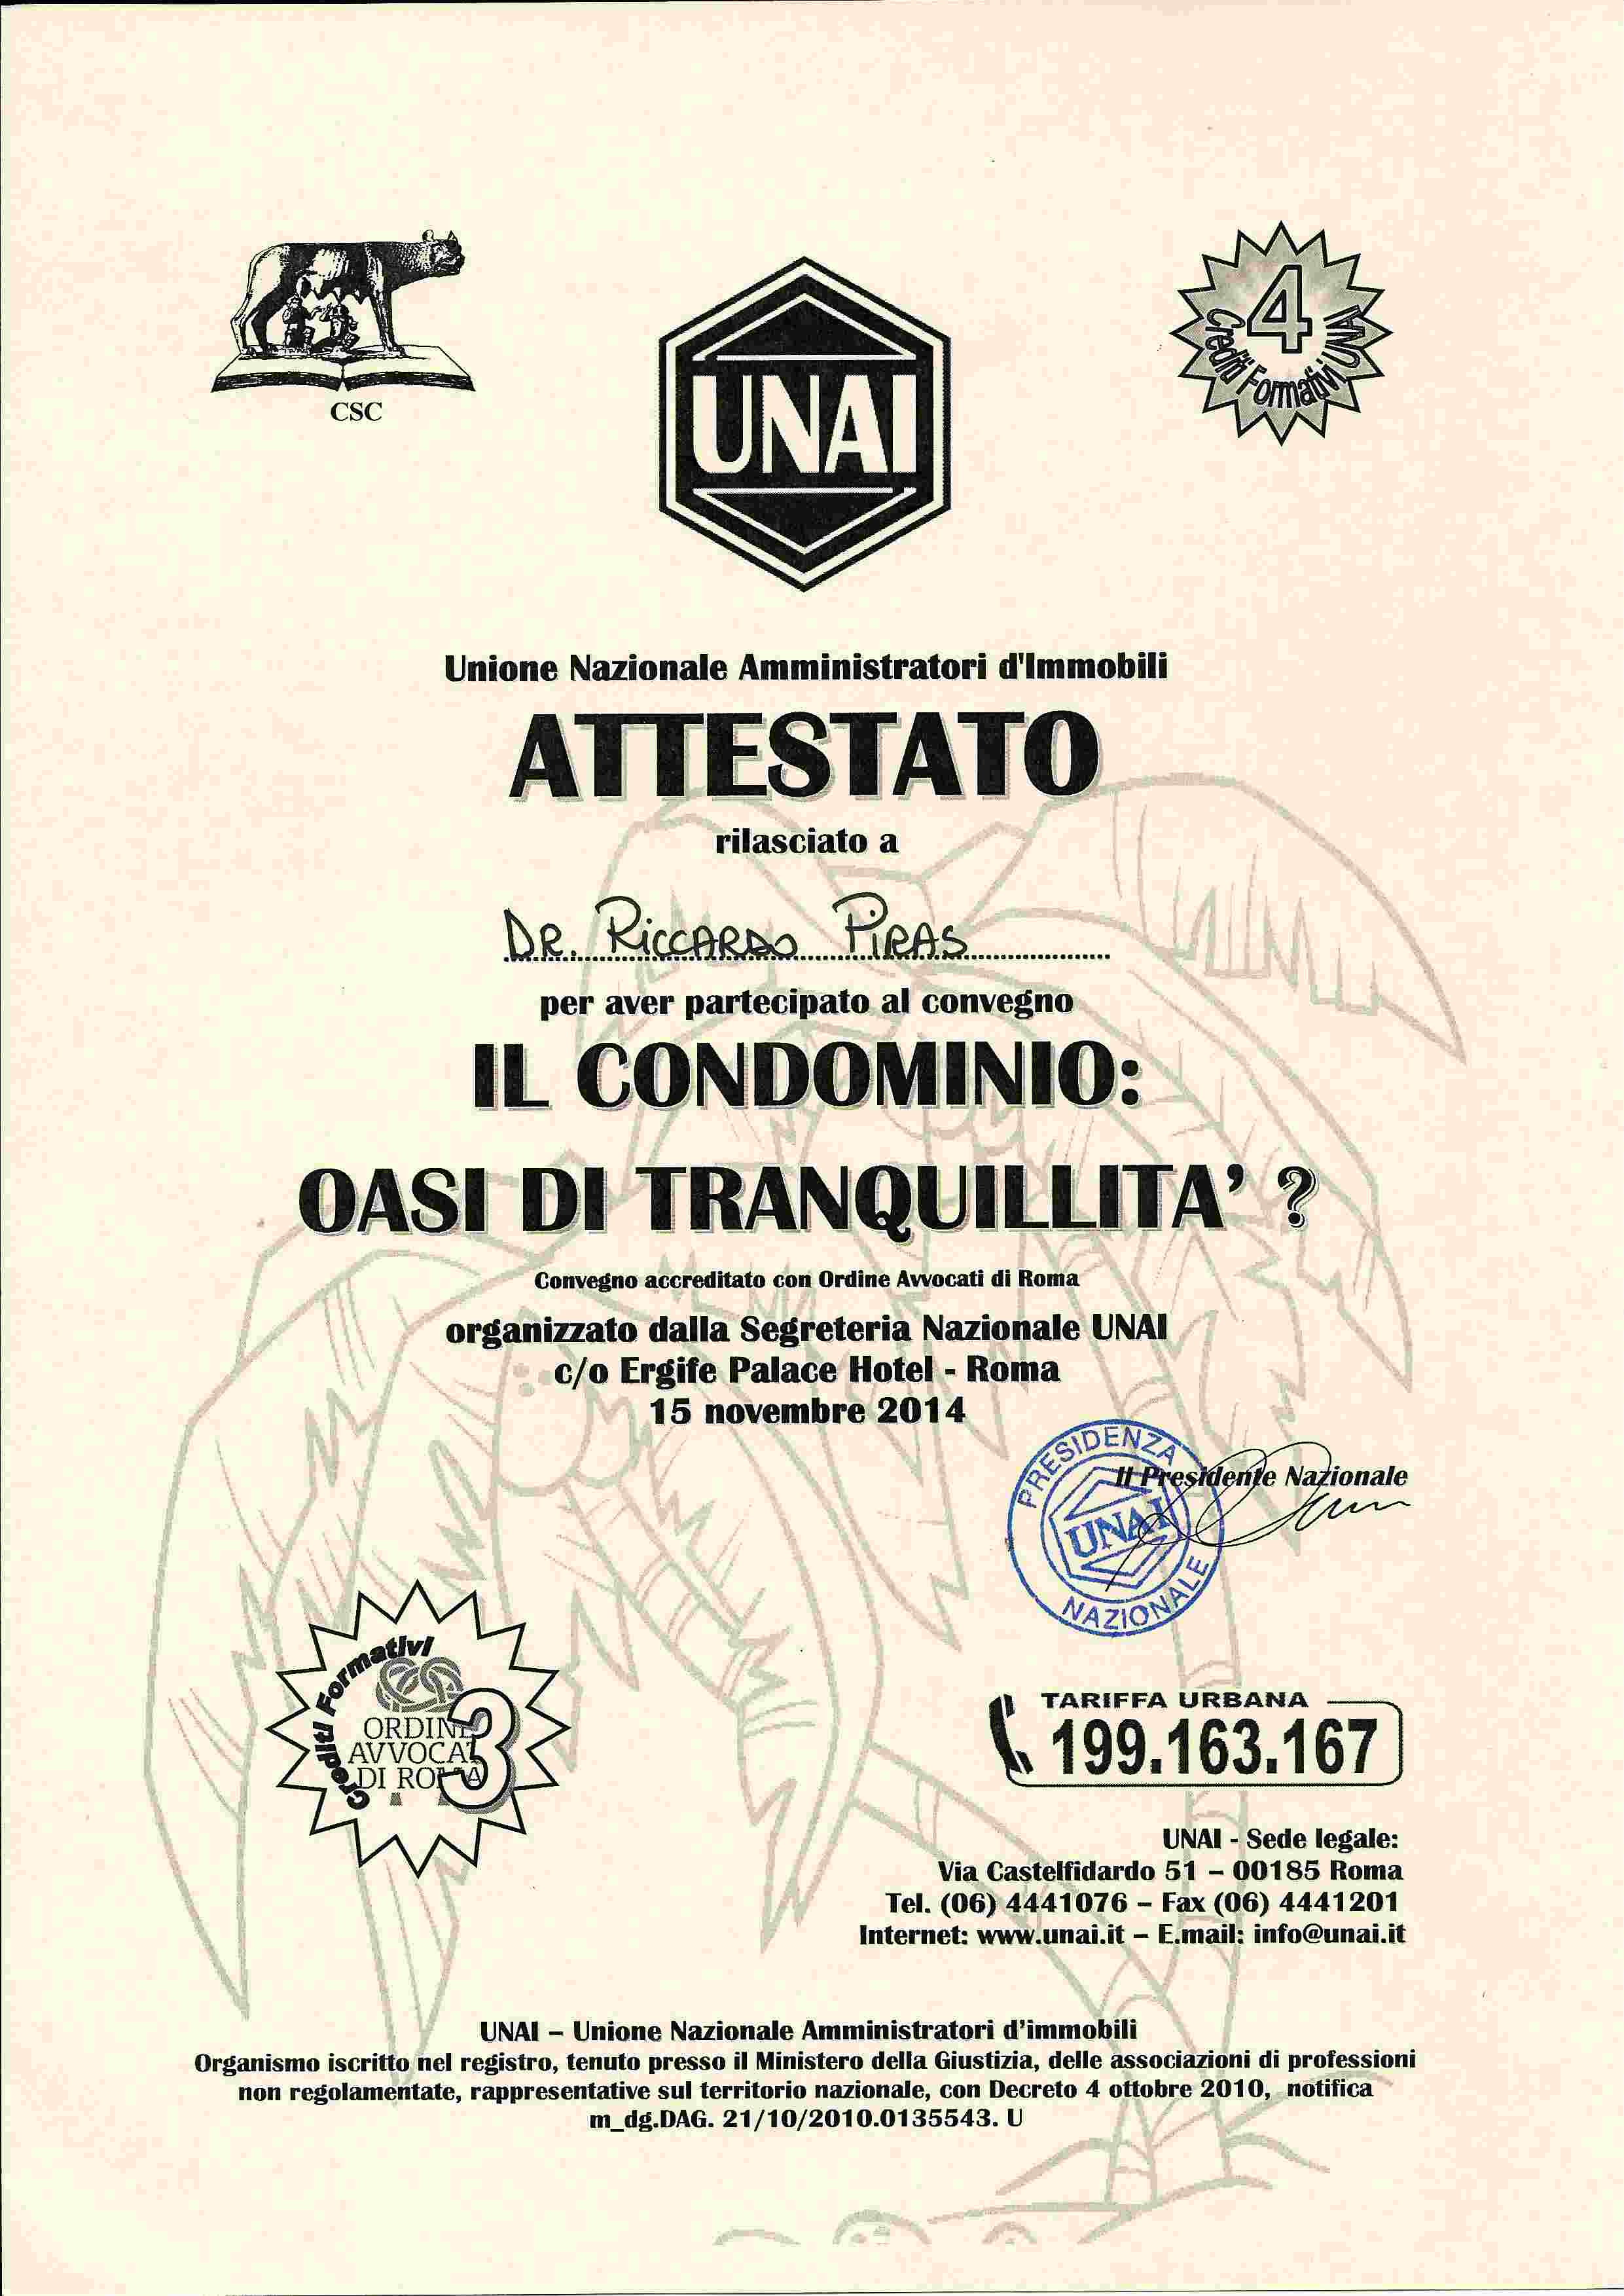 CSC
UNAI
4
Crediti Formativi UNAI
Unione Nazionale Amministratori d'Immobili
ATTESTATO
rilasciato a
DR. RICCARDO PIRAS
per aver partecipato al convegno
IL CONDOMINIO:
OASI DI TRANQUILLITA' ?
Convegno accreditato con Ordine Avvocati di Roma
organizzato dalla Segreteria Nazionale UNAI
c/o Ergife Palace Hotel - Roma
15 novembre 2014
PRESIDENZA
UNAI
NAZIONALE
Il Presidente Nazionale
Crediti Formativi
ORDINE
AVVOCATI
DI ROMA
3
TARIFFA URBANA
199.163.167
UNAI - Sede legale:
Via Castelfidardo 51 – 00185 Roma
Tel. (06) 4441076 – Fax (06) 4441201
Internet: www.unai.it – E.mail: info@unai.it
UNAI – Unione Nazionale Amministratori d'immobili
Organismo iscritto nel registro, tenuto presso il Ministero della Giustizia, delle associazioni di professioni
non regolamentate, rappresentative sul territorio nazionale, con Decreto 4 ottobre 2010, notifica
m_dg.DAG. 21/10/2010.0135543. U